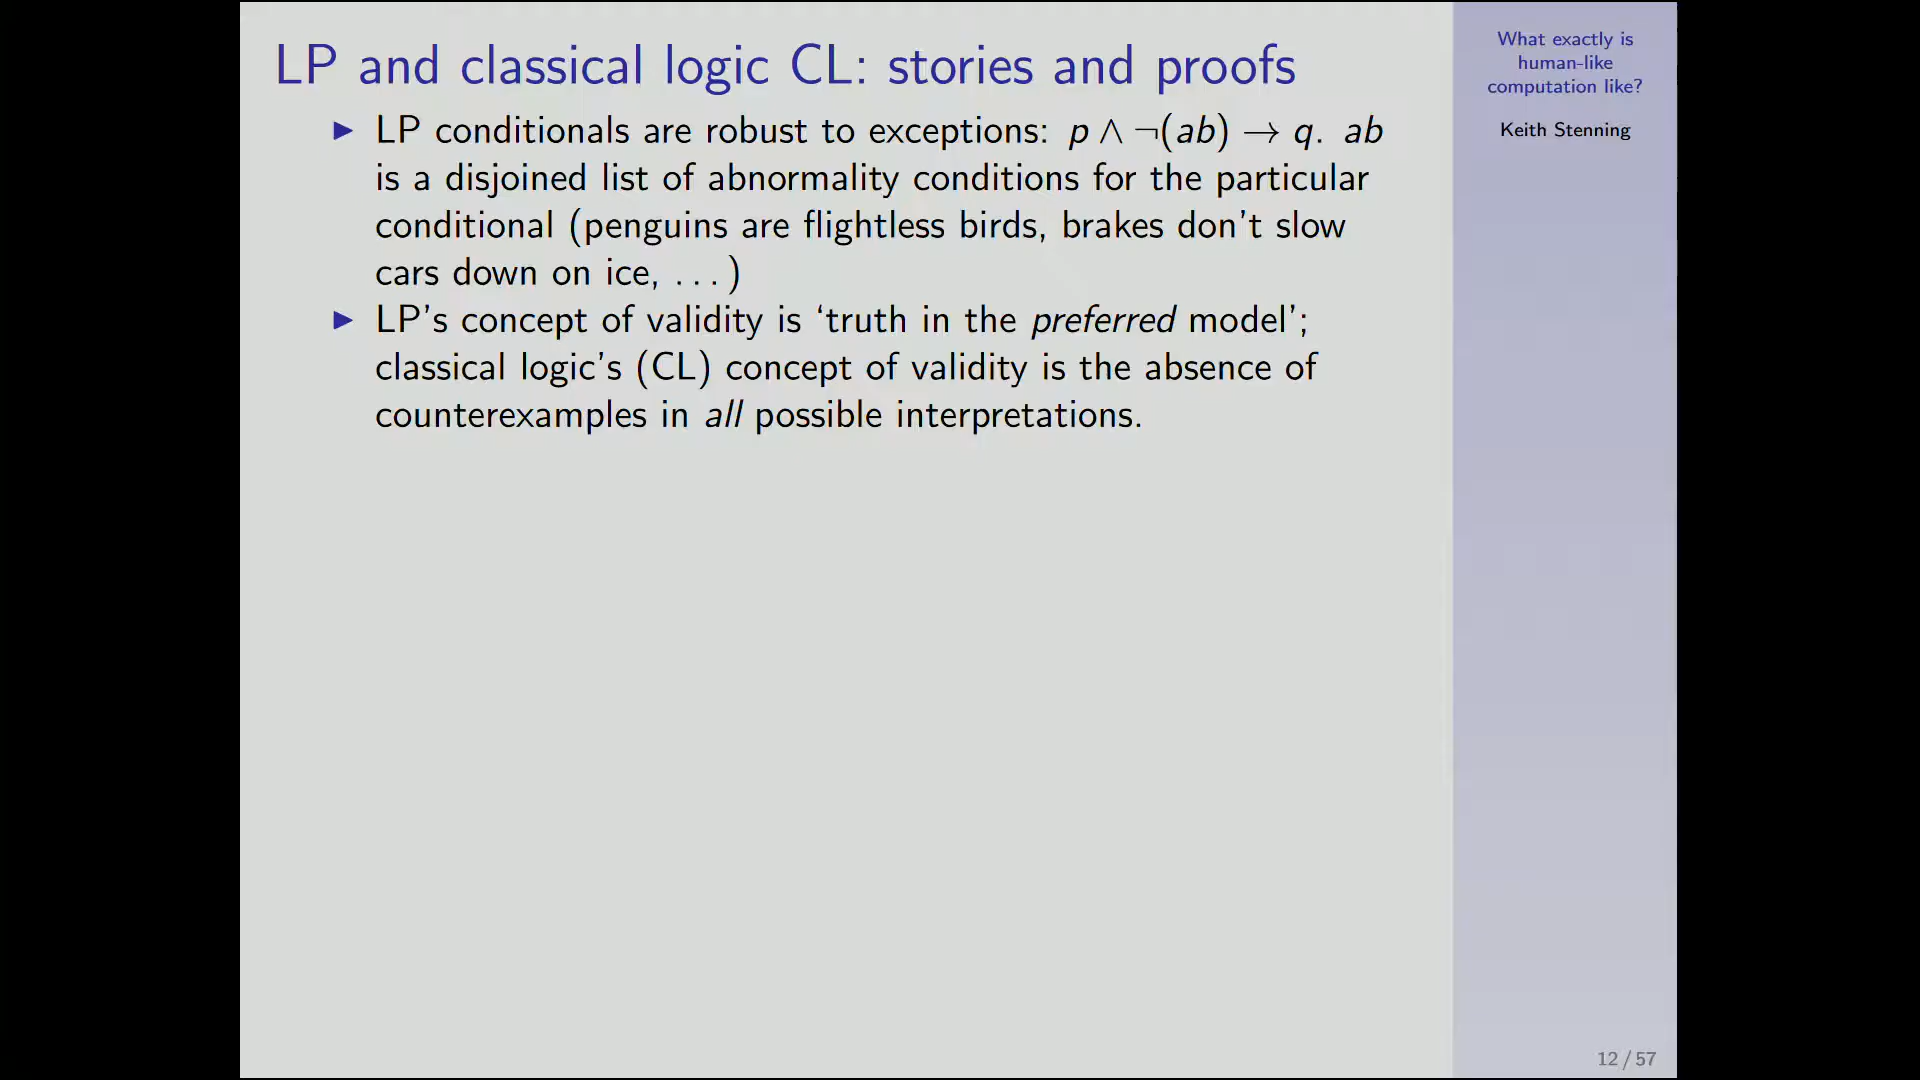 LP and classical logic CL: stories and proofs
▶ LP conditionals are robust to exceptions: p ∧ ¬(ab) → q. ab
is a disjoined list of abnormality conditions for the particular
conditional (penguins are flightless birds, brakes don't slow
cars down on ice, ...)
▶ LP's concept of validity is ‘truth in the preferred model’;
classical logic's (CL) concept of validity is the absence of
counterexamples in all possible interpretations.
What exactly is
human-like
computation like?
Keith Stenning
12 / 57